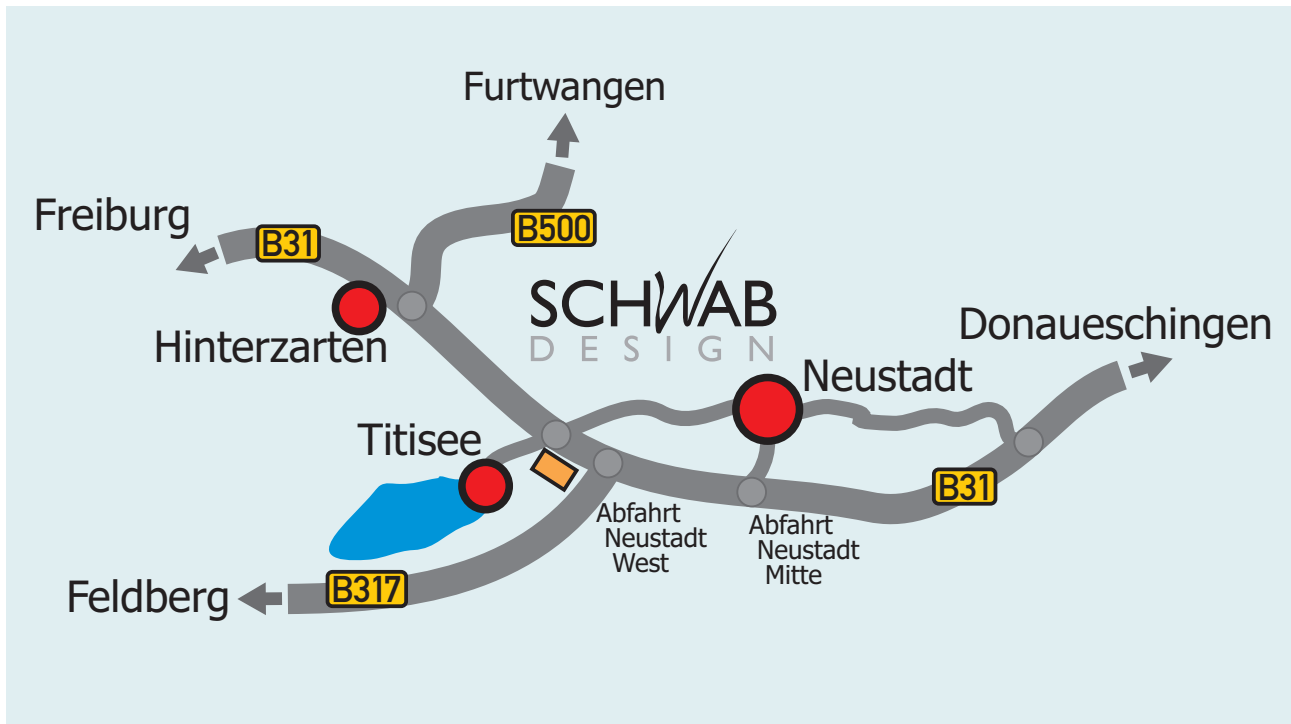 Furtwangen
Freiburg
B31
B500
SCHWAB
DESIGN
Hinterzarten
Donaueschingen
Neustadt
Titisee
B31
Abfahrt
Neustadt
West
Abfahrt
Neustadt
Mitte
B317
Feldberg